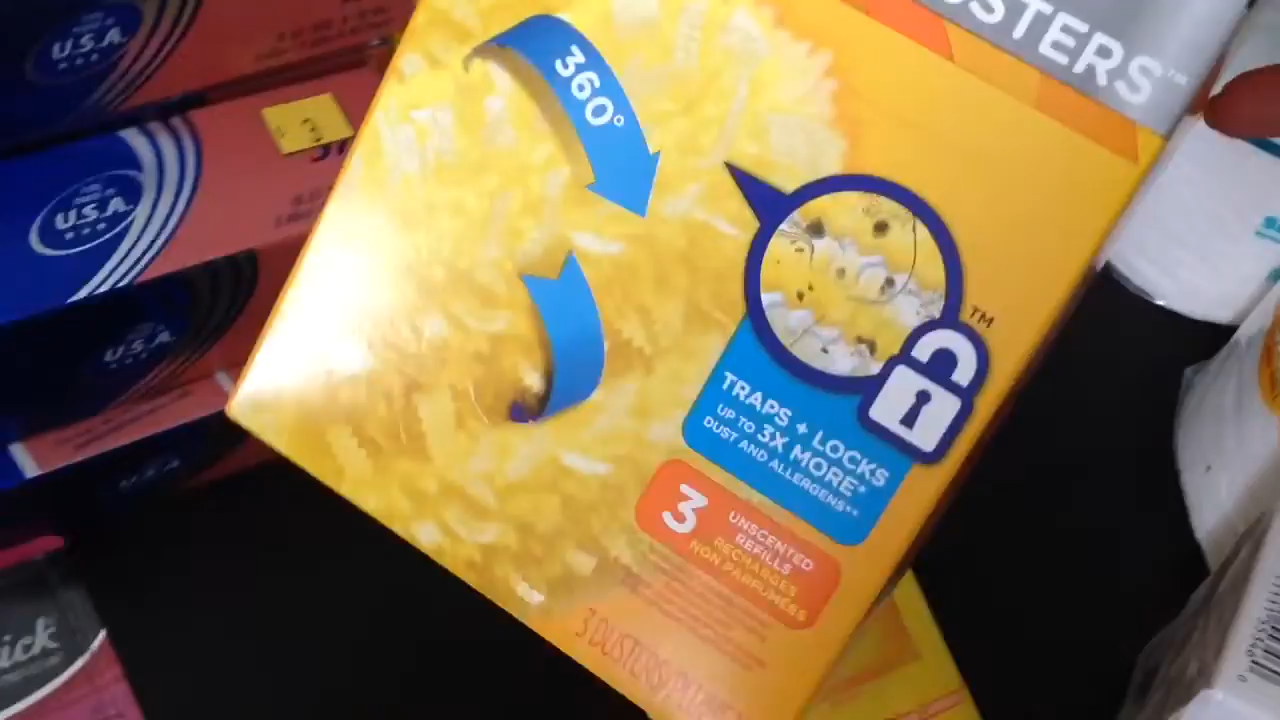 USTERS™
360°
™
TRAPS + LOCKS
UP TO 3X MORE*
DUST AND ALLERGENS**
3
UNSCENTED
REFILLS
RECHARGES
NON PARFUMÉES
3 DUSTERS
U.S.A.
U.S.A.
U.S.A.
ick